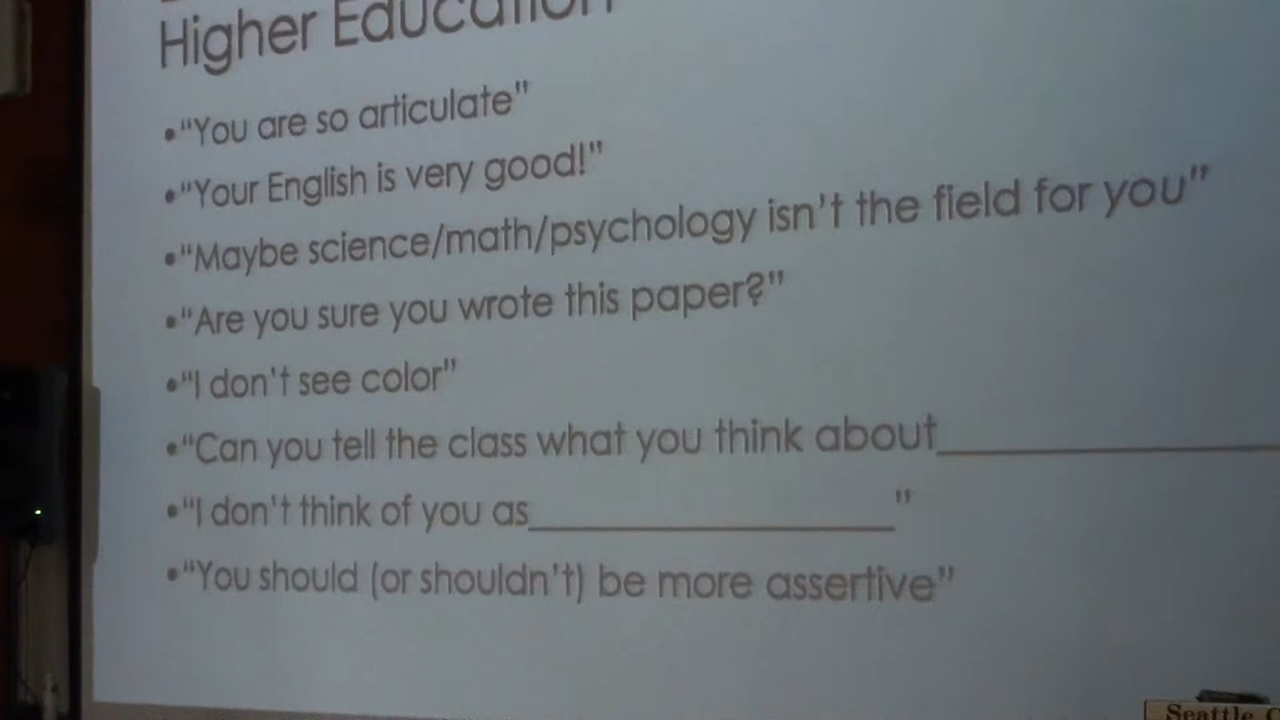 Higher Education
•"You are so articulate"
•"Your English is very good!"
•"Maybe science/math/psychology isn't the field for you"
•"Are you sure you wrote this paper?"
•"I don't see color"
•"Can you tell the class what you think about____________
•"I don't think of you as____________"
•"You should (or shouldn't) be more assertive"
Seattle